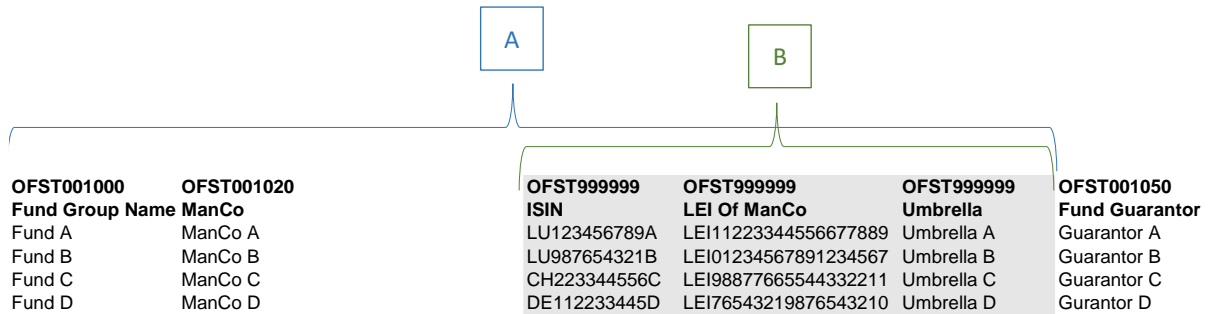 A
B
OFST001000 OFST001020 OFST999999 OFST999999 OFST999999 OFST001050
Fund Group Name ManCo ISIN LEI Of ManCo Umbrella Fund Guarantor
Fund A ManCo A LU123456789A LEI11223344556677889 Umbrella A Guarantor A
Fund B ManCo B LU987654321B LEI01234567891234567 Umbrella B Guarantor B
Fund C ManCo C CH223344556C LEI98877665544332211 Umbrella C Guarantor C
Fund D ManCo D DE112233445D LEI76543219876543210 Umbrella D Gurantor D